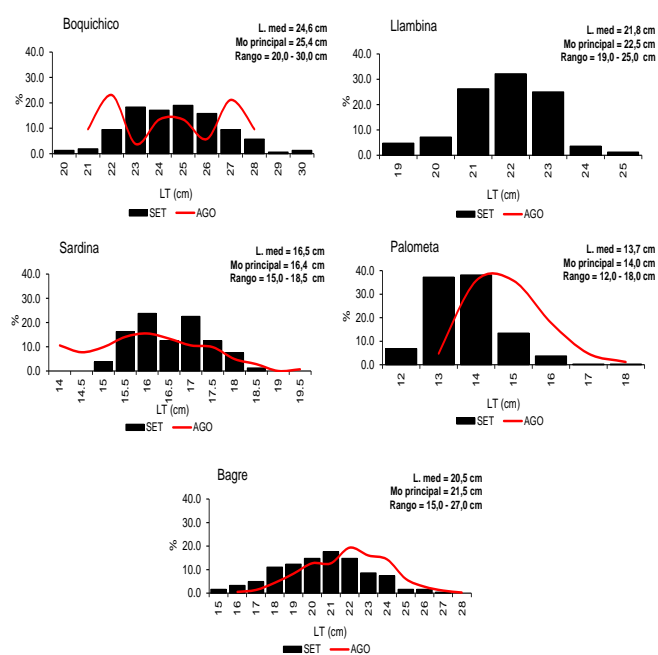 Boquichico
L. med = 24,6 cm
Mo principal = 25,4 cm
Rango = 20,0 - 30,0 cm
40.0
30.0
20.0
10.0
0.0
%
20 21 22 23 24 25 26 27 28 29 30
LT (cm)
SET AGO
Llambina
L. med = 21,8 cm
Mo principal = 22,5 cm
Rango = 19,0 - 25,0 cm
40.0
30.0
20.0
10.0
0.0
19 20 21 22 23 24 25
LT (cm)
SET AGO
Sardina
L. med = 16,5 cm
Mo principal = 16,4 cm
Rango = 15,0 - 18,5 cm
40.0
30.0
20.0
10.0
0.0
%
14 14.5 15 15.5 16 16.5 17 17.5 18 18.5 19 19.5
LT (cm)
SET AGO
Palometa
L. med = 13,7 cm
Mo principal = 14,0 cm
Rango = 12,0 - 18,0 cm
40.0
30.0
20.0
10.0
0.0
%
12 13 14 15 16 17 18
LT (cm)
SET AGO
Bagre
L. med = 20,5 cm
Mo principal = 21,5 cm
Rango = 15,0 - 27,0 cm
40.0
30.0
20.0
10.0
0.0
%
15 16 17 18 19 20 21 22 23 24 25 26 27 28
LT (cm)
SET AGO